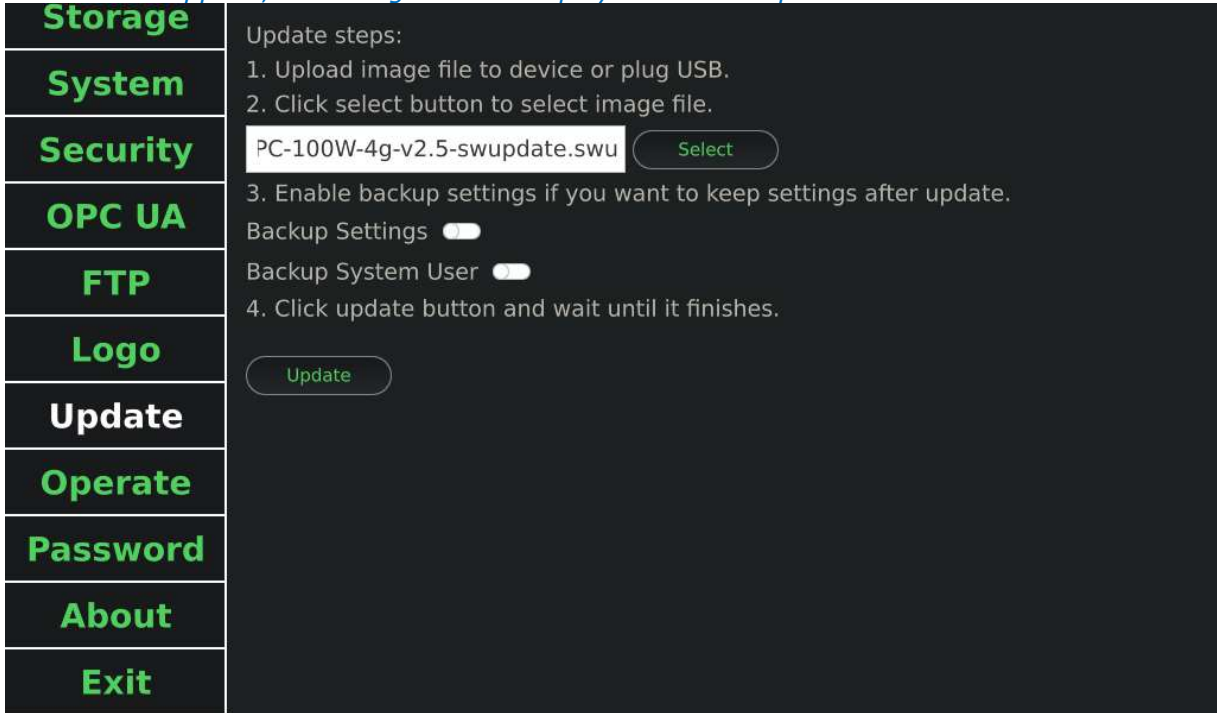 Storage
System
Security
OPC UA
FTP
Logo
Update
Operate
Password
About
Exit
Update steps:
1. Upload image file to device or plug USB.
2. Click select button to select image file.
PC-100W-4g-v2.5-swupdate.swu
Select
3. Enable backup settings if you want to keep settings after update.
Backup Settings
Backup System User
4. Click update button and wait until it finishes.
Update